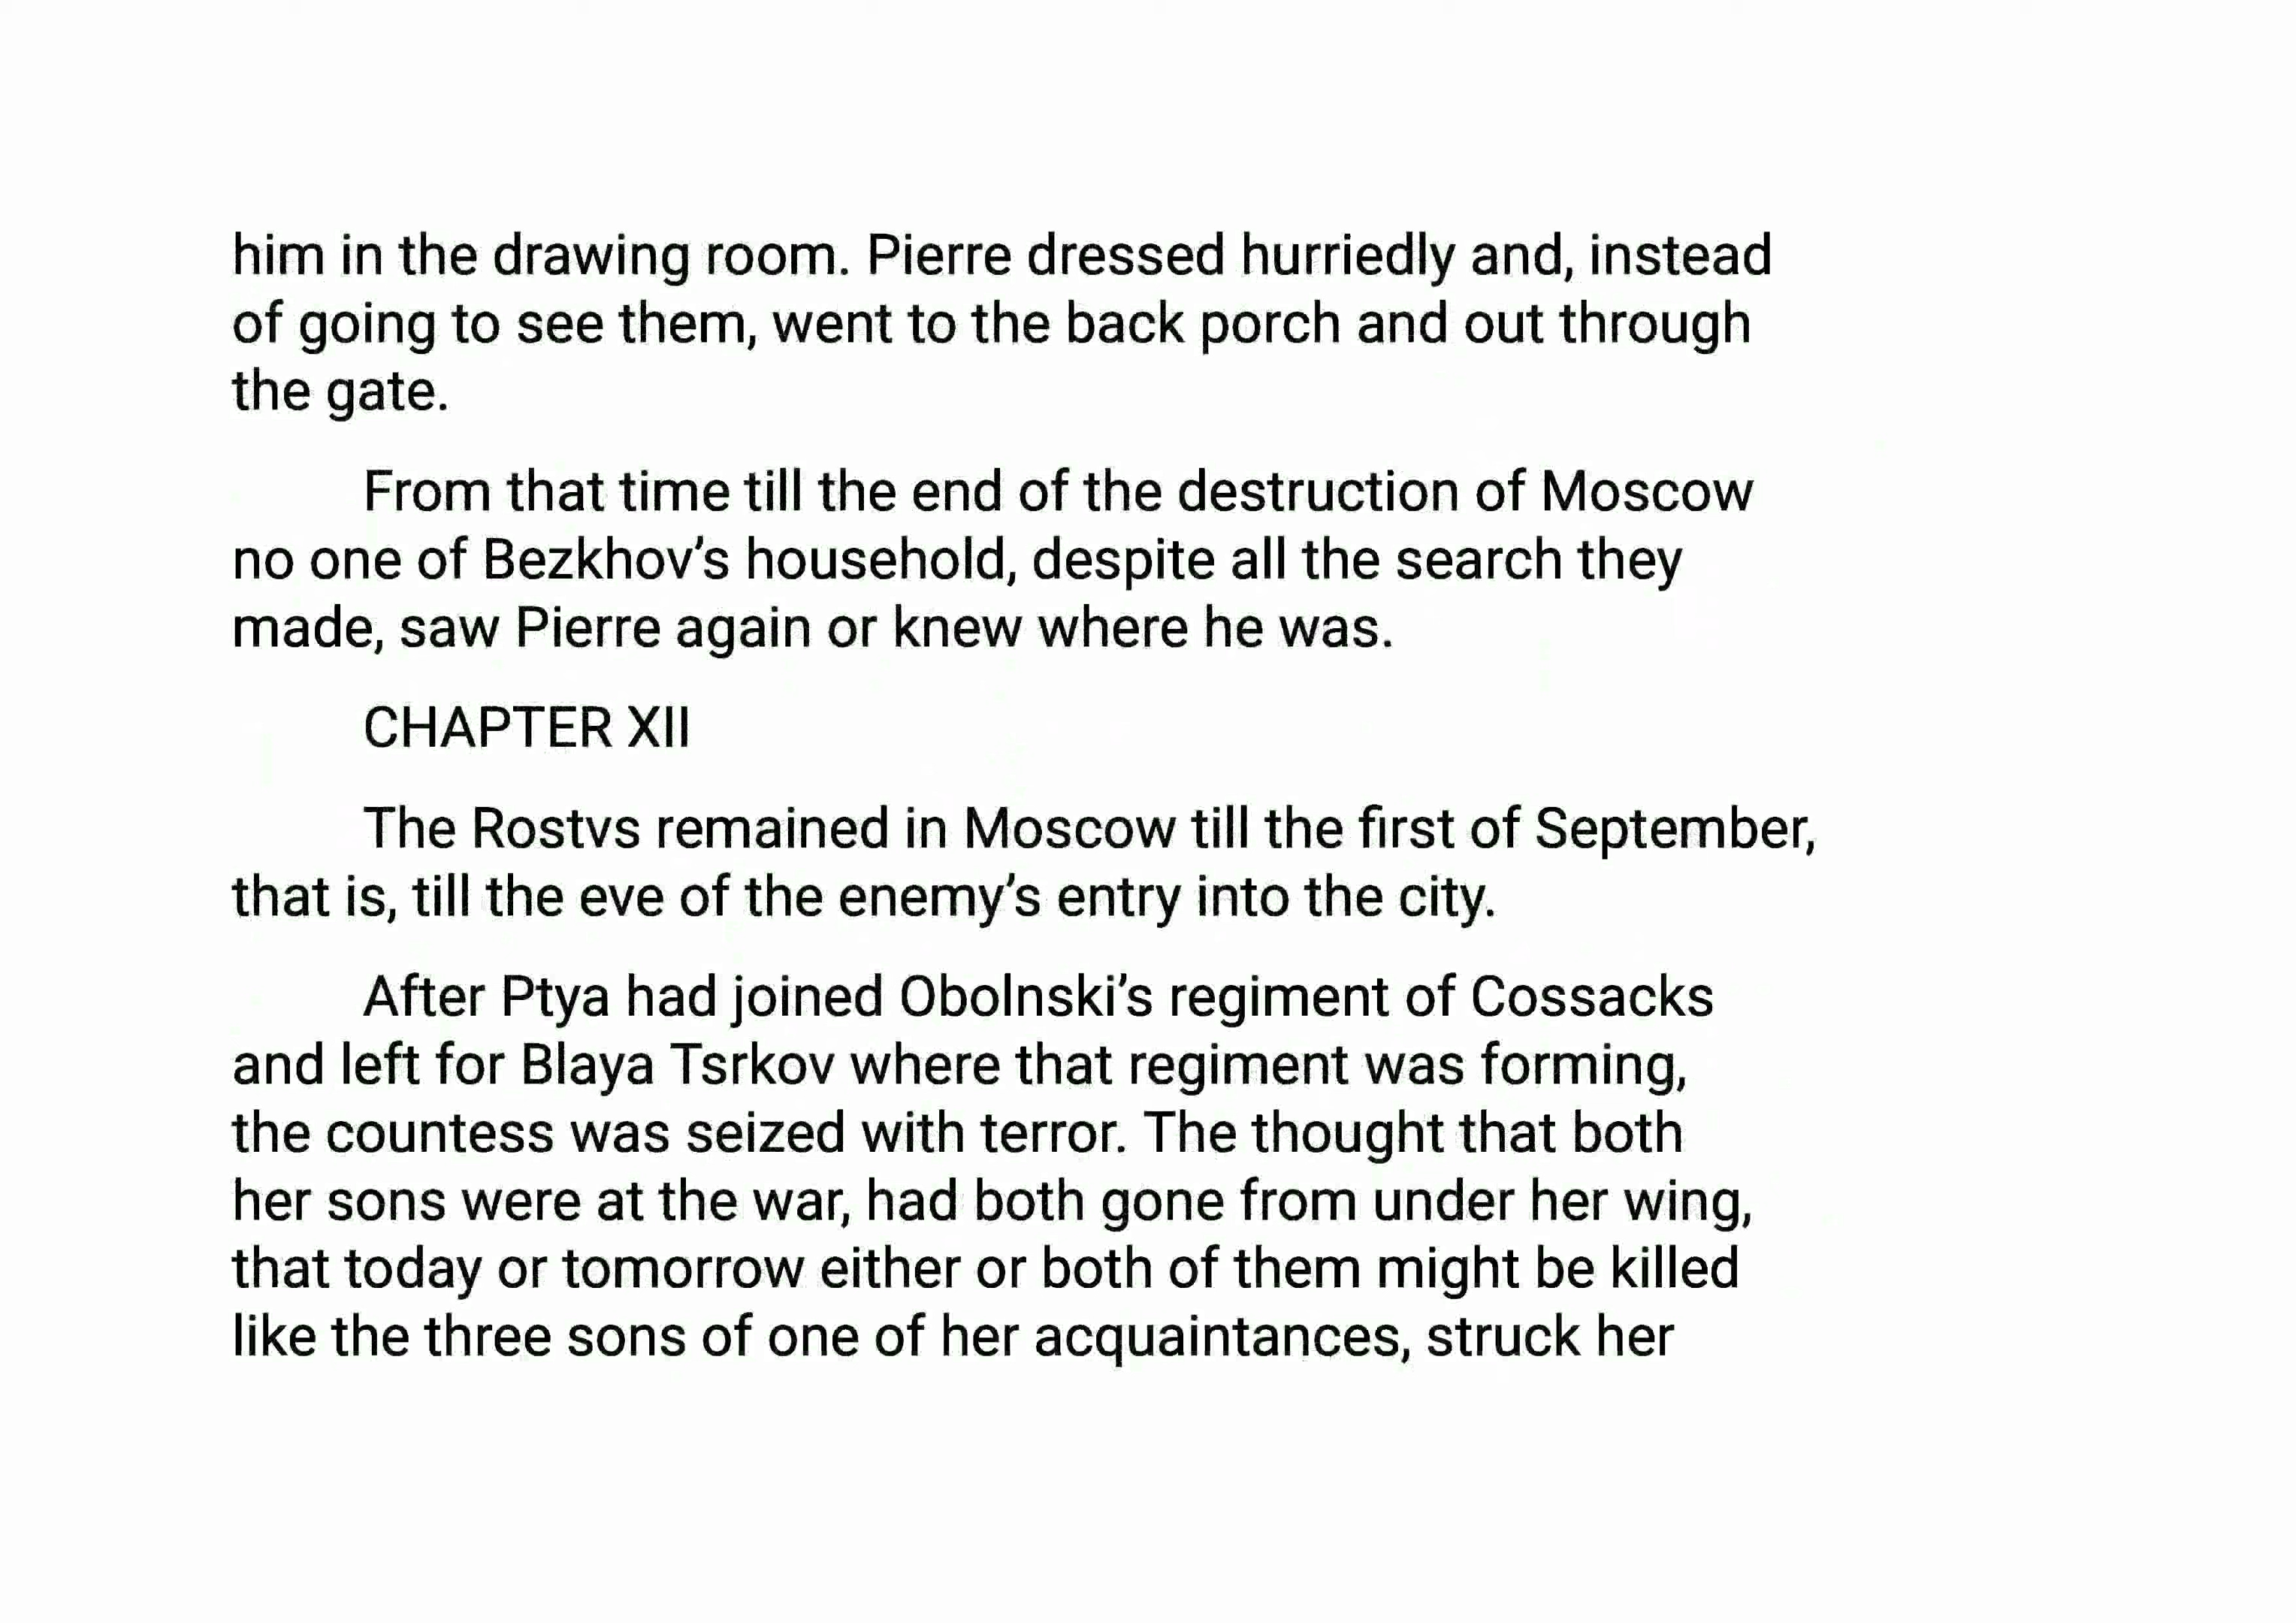 him in the drawing room. Pierre dressed hurriedly and, instead
of going to see them, went to the back porch and out through
the gate.
From that time till the end of the destruction of Moscow
no one of Bezkhov’s household, despite all the search they
made, saw Pierre again or knew where he was.
CHAPTER XII
The Rostvs remained in Moscow till the first of September,
that is, till the eve of the enemy’s entry into the city.
After Ptya had joined Obolnski’s regiment of Cossacks
and left for Blaya Tsrkov where that regiment was forming,
the countess was seized with terror. The thought that both
her sons were at the war, had both gone from under her wing,
that today or tomorrow either or both of them might be killed
like the three sons of one of her acquaintances, struck her